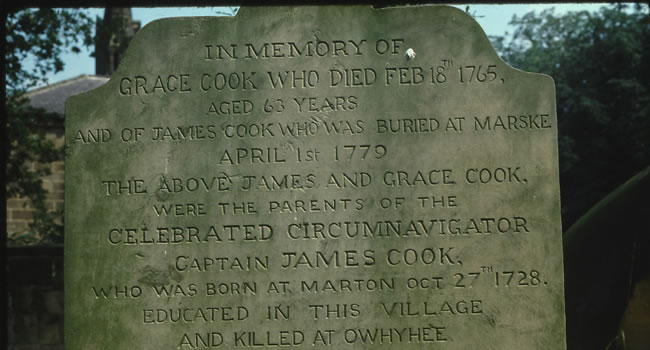 IN MEMORY OF
GRACE COOK WHO DIED FEB 18TH 1765,
AGED 63 YEARS
AND OF JAMES COOK WHO WAS BURIED AT MARSKE
APRIL 1st 1779
THE ABOVE JAMES AND GRACE COOK,
WERE THE PARENTS OF THE
CELEBRATED CIRCUMNAVIGATOR
CAPTAIN JAMES COOK,
WHO WAS BORN AT MARTON OCT 27TH 1728.
EDUCATED IN THIS VILLAGE
AND KILLED AT OWHYHEE